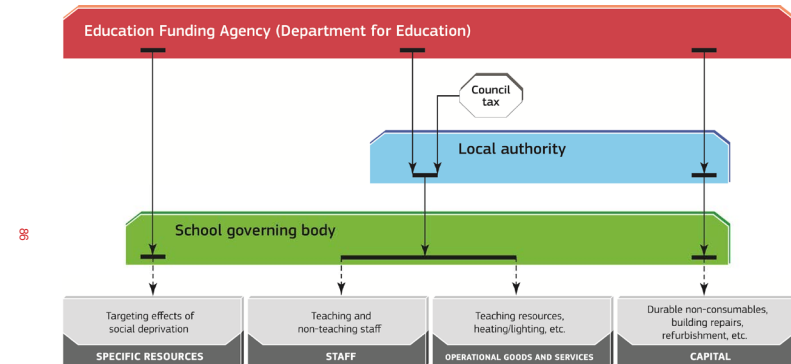 Education Funding Agency (Department for Education)
Council
tax
Local authority
School governing body
86
Targeting effects of
social deprivation
Teaching and
non-teaching staff
Teaching resources,
heating/lighting, etc.
Durable non-consumables,
building repairs,
refurbishment, etc.
SPECIFIC RESOURCES
STAFF
OPERATIONAL GOODS AND SERVICES
CAPITAL